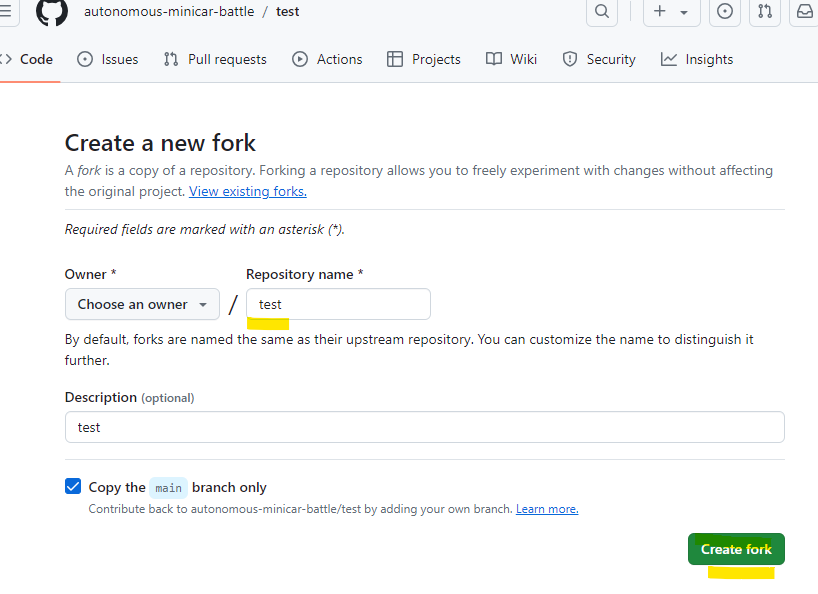 autonomous-minicar-battle / test
Code Issues Pull requests Actions Projects Wiki Security Insights
Create a new fork
A fork is a copy of a repository. Forking a repository allows you to freely experiment with changes without affecting
the original project. View existing forks.
Required fields are marked with an asterisk (*).
Owner * Repository name *
Choose an owner / test
By default, forks are named the same as their upstream repository. You can customize the name to distinguish it
further.
Description (optional)
test
Copy the main branch only
Contribute back to autonomous-minicar-battle/test by adding your own branch. Learn more.
Create fork